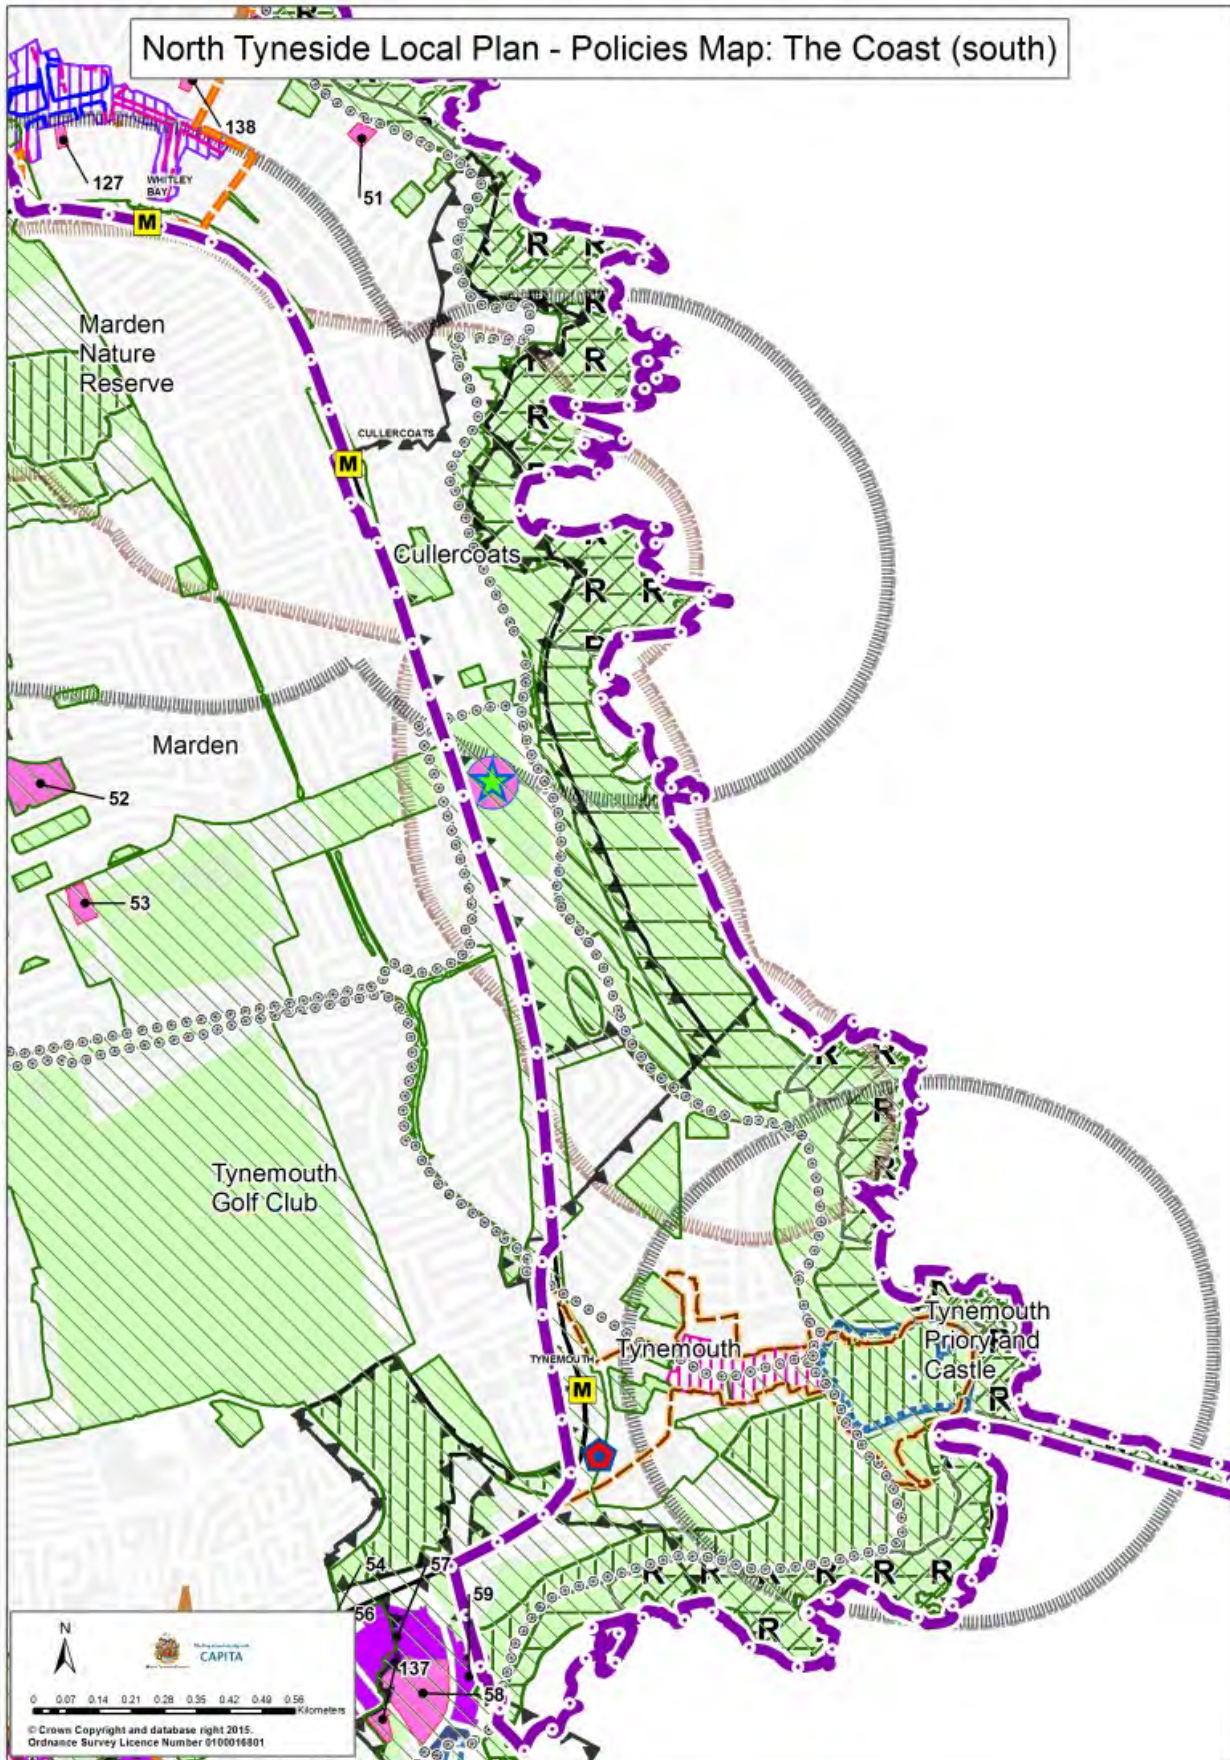 North Tyneside Local Plan - Policies Map: The Coast (south)
138
127
WHITLEY
BAY
51
M
Marden
Nature
Reserve
CULLERCOATS
M
Cullercoats
R
R
R
R
R
R
R
R
Marden
52
53
Tynemouth
Golf Club
R
R
R
R
Tynemouth
Priory and
Castle
TYNEMOUTH
Tynemouth
M
R
R
54
57
R
R
R
R
R
59
56
R
137
58
N
CAPITA
0 0.07 0.14 0.21 0.28 0.35 0.42 0.49 0.56
Kilometers
© Crown Copyright and database right 2015.
Ordnance Survey Licence Number 0100016801